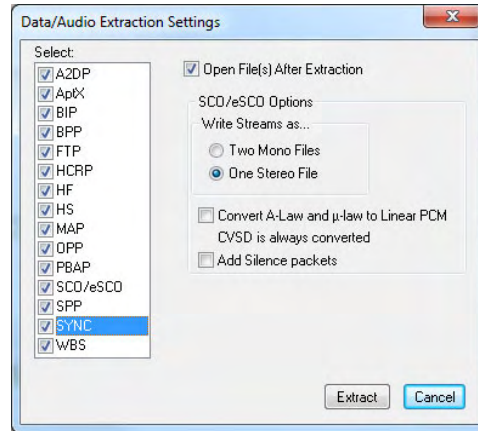 Data/Audio Extraction Settings
Select:
A2DP
AptX
BIP
BPP
FTP
HCRP
HF
HS
MAP
OPP
PBAP
SCO/eSCO
SPP
SYNC
WBS
Open File(s) After Extraction
SCO/eSCO Options
Write Streams as...
Two Mono Files
One Stereo File
Convert A-Law and μ-law to Linear PCM
CVSD is always converted
Add Silence packets
Extract
Cancel